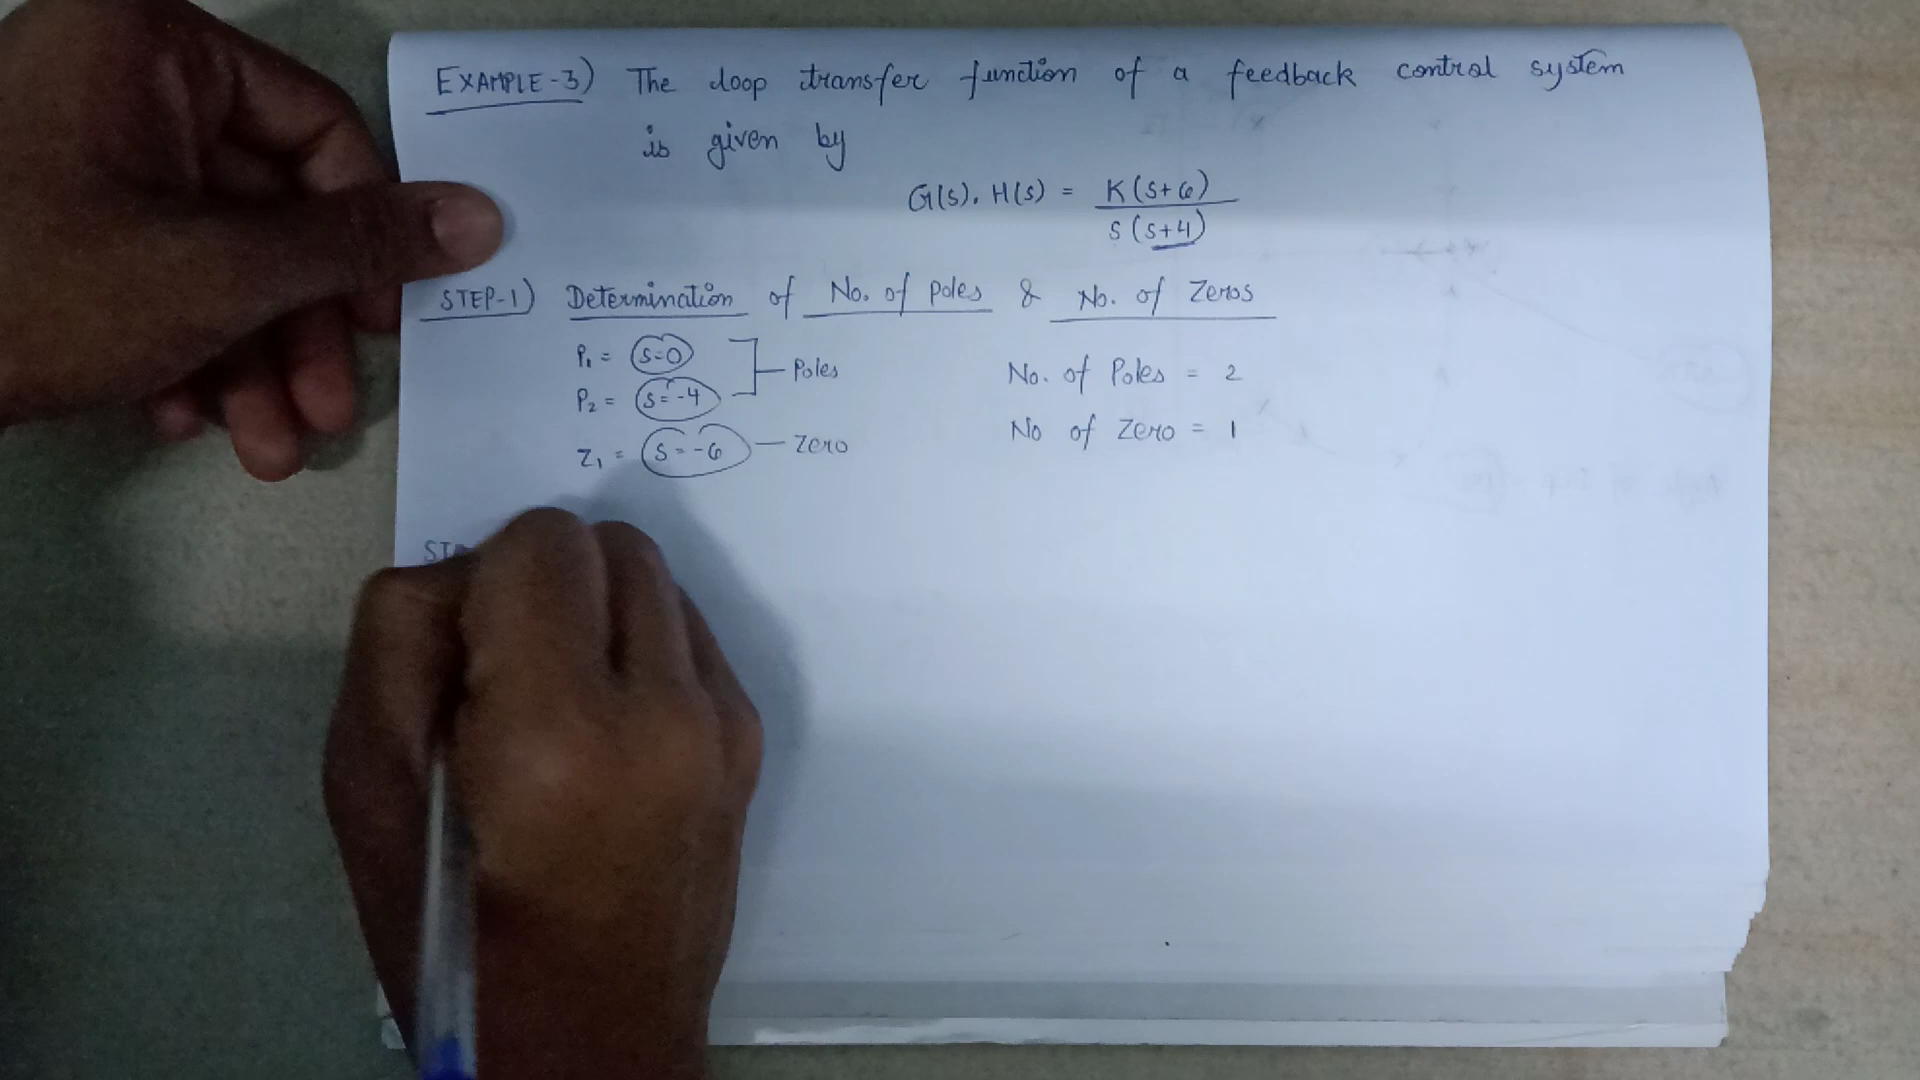 EXAMPLE-3) The loop transfer function of a feedback control system
is given by
G(s). H(s) = K(s+6)
s(s+4)
STEP-1) Determination of No. of Poles & No. of Zeros
P1 = s=0
P2 = s=-4
Poles
Z1 = s=-6 — Zero
No. of Poles = 2
No of Zero = 1